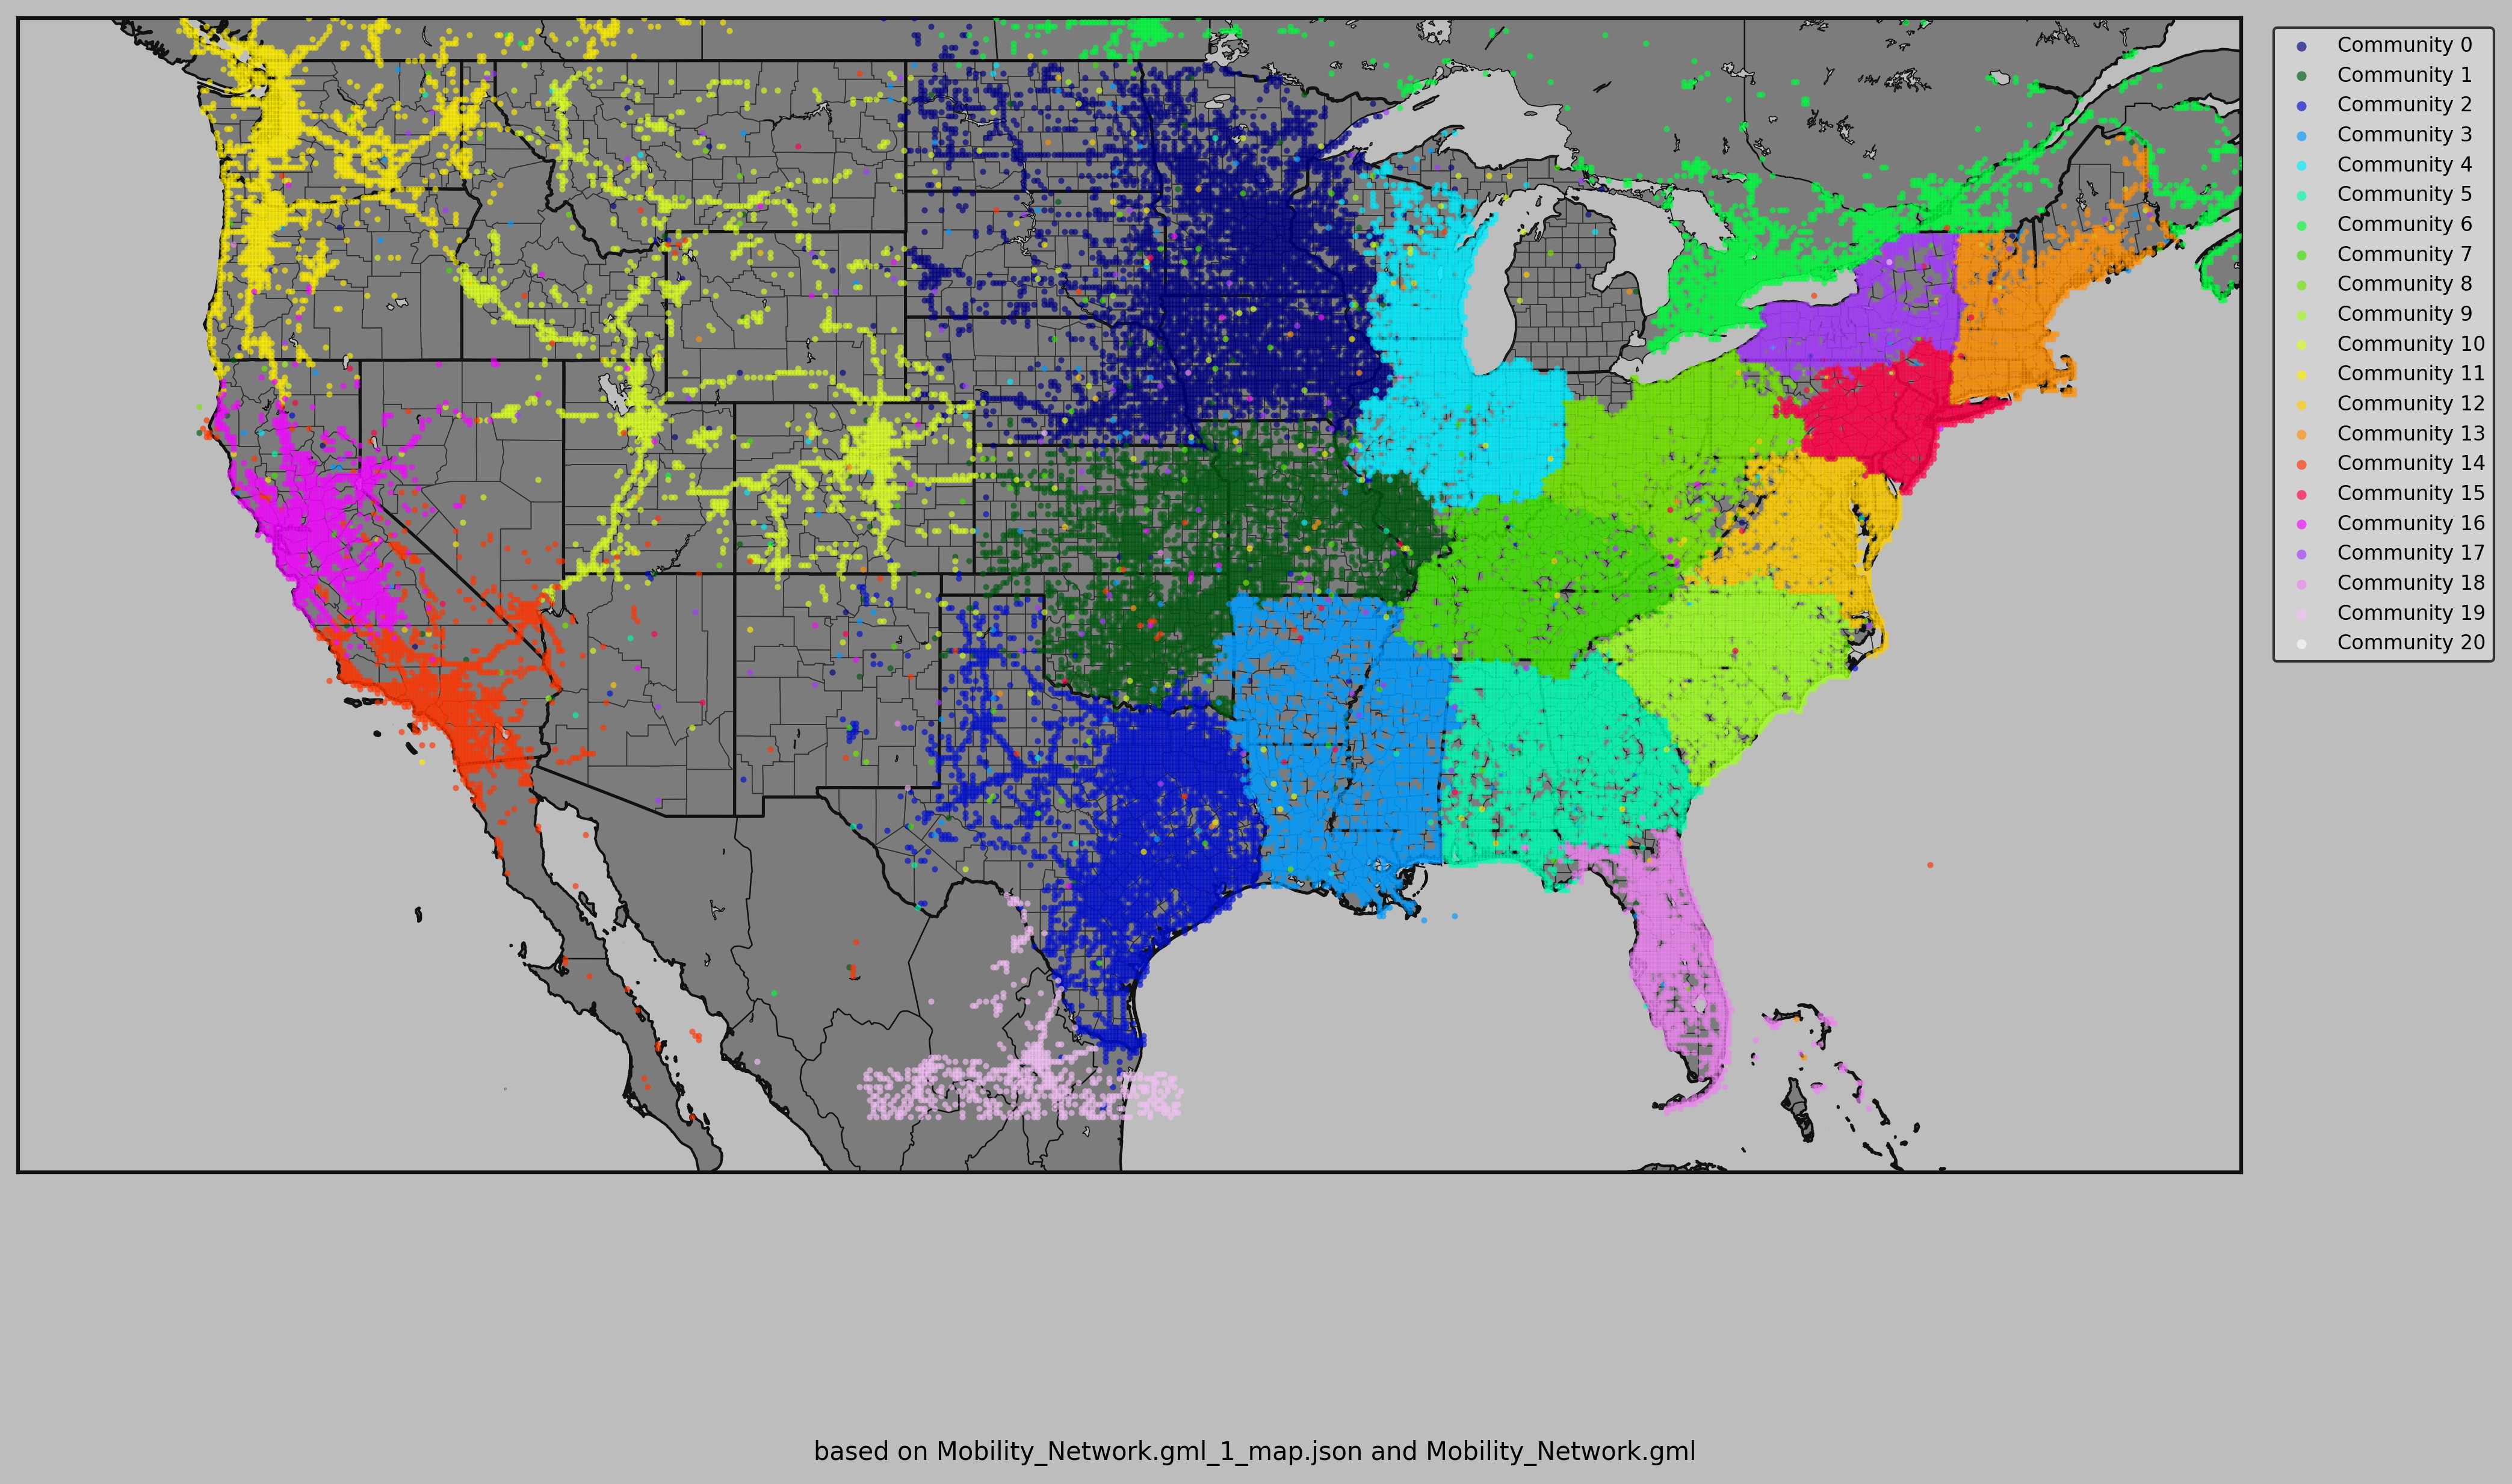 Community 0
Community 1
Community 2
Community 3
Community 4
Community 5
Community 6
Community 7
Community 8
Community 9
Community 10
Community 11
Community 12
Community 13
Community 14
Community 15
Community 16
Community 17
Community 18
Community 19
Community 20
based on Mobility_Network.gml_1_map.json and Mobility_Network.gml